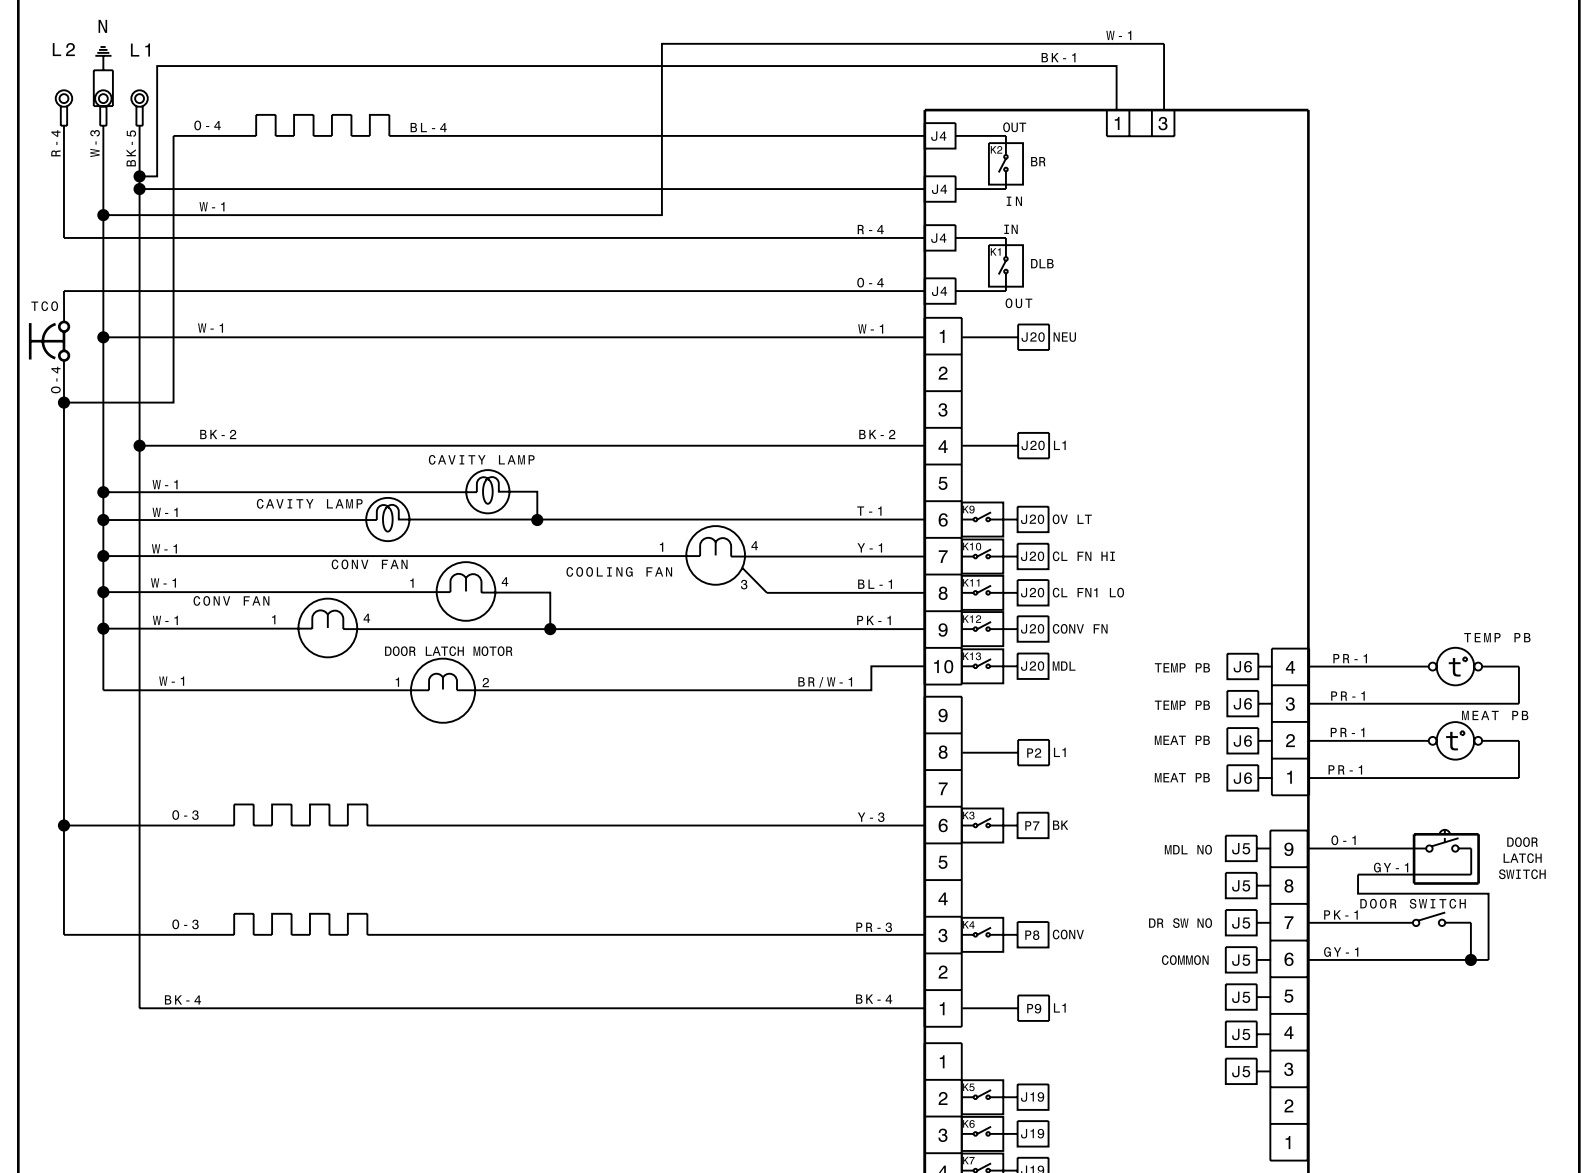 N
L2 L1
W-1
BK-1
1 3
R-4 W-3 BK-5
O-4 BL-4 J4 OUT
K2 BR
J4
IN
W-1
R-4 J4 IN
K1 DLB
O-4 J4
OUT
TCO
W-1 W-1 1 J20 NEU
O-4 2
3
BK-2 BK-2 4 J20 L1
CAVITY LAMP
W-1 5
CAVITY LAMP
W-1 T-1 6 K9 J20 OV LT
W-1 1 4 Y-1 7 K10 J20 CL FN HI
CONV FAN COOLING FAN
W-1 1 4 3 BL-1 8 K11 J20 CL FN1 LO
CONV FAN
W-1 1 4 PK-1 9 K12 J20 CONV FN
DOOR LATCH MOTOR
10 K13 J20 MDL
W-1 1 2 BR/W-1
TEMP PB
TEMP PB J6 4 PR-1 t°
TEMP PB J6 3 PR-1
9
MEAT PB
MEAT PB J6 2 PR-1 t°
8 P2 L1
MEAT PB J6 1 PR-1
7
O-3 Y-3 6 K3 P7 BK
MDL NO J5 9 O-1
DOOR
LATCH
SWITCH
5
GY-1
J5 8
4
DOOR SWITCH
DR SW NO J5 7 PK-1
O-3 PR-3 3 K4 P8 CONV
COMMON J5 6 GY-1
2
J5 5
BK-4 BK-4 1 P9 L1
J5 4
1
J5 3
2 K5 J19
2
3 K6 J19
1
4 K7 J19